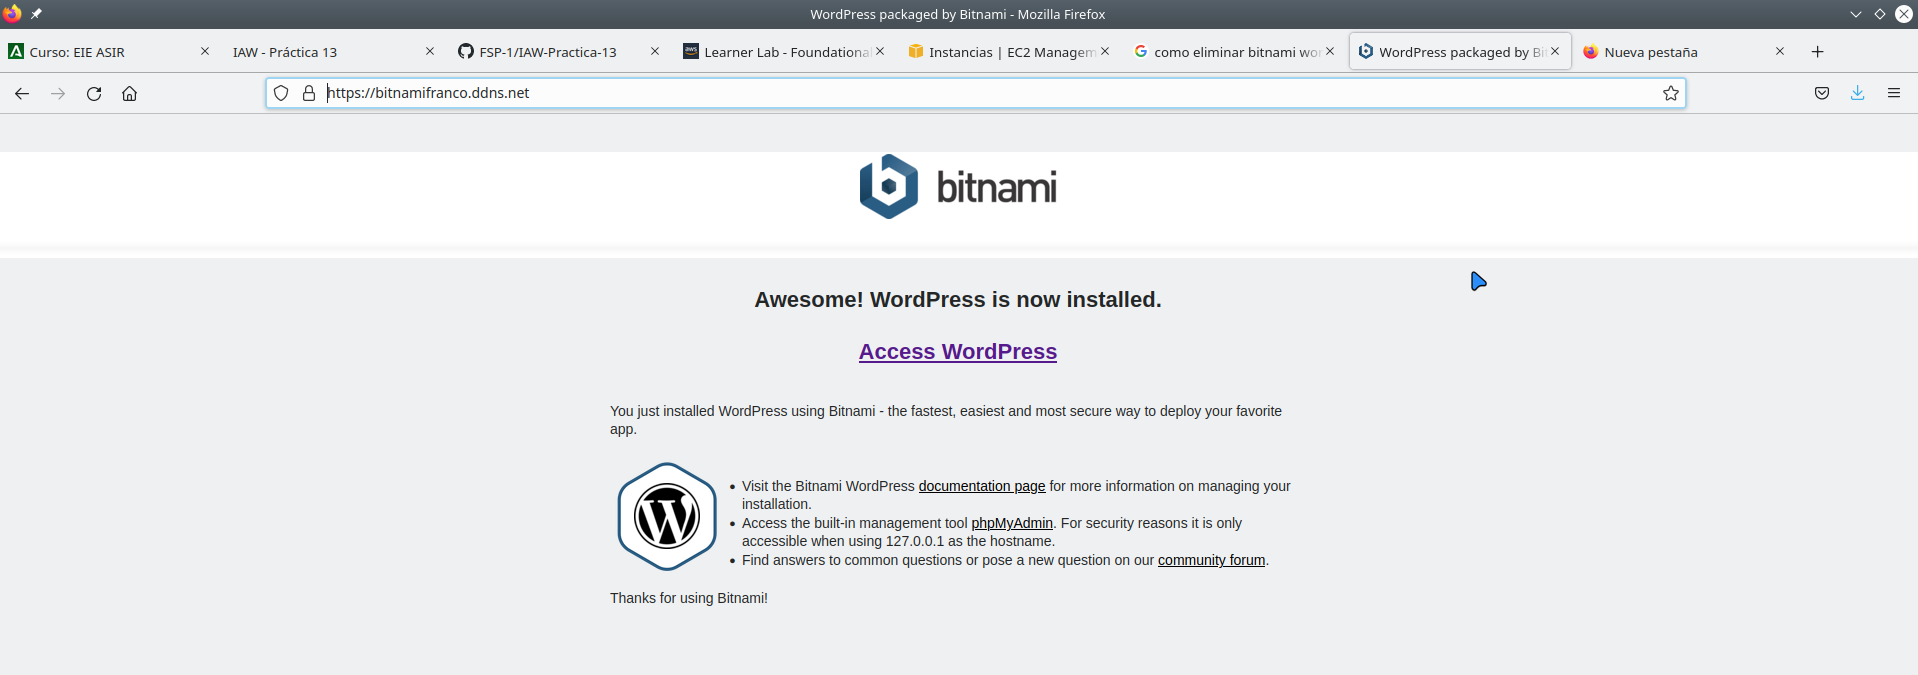 WordPress packaged by Bitnami - Mozilla Firefox
Curso: EIE ASIR
IAW - Práctica 13
FSP-1/IAW-Practica-13
aws
Learner Lab - Foundational
Instancias | EC2 Managem
como eliminar bitnami wo
WordPress packaged by Bi
Nueva pestaña
https://bitnamifranco.ddns.net
bitnami
Awesome! WordPress is now installed.
Access WordPress
You just installed WordPress using Bitnami - the fastest, easiest and most secure way to deploy your favorite
app.
Visit the Bitnami WordPress documentation page for more information on managing your
installation.
Access the built-in management tool phpMyAdmin. For security reasons it is only
accessible when using 127.0.0.1 as the hostname.
Find answers to common questions or pose a new question on our community forum.
Thanks for using Bitnami!